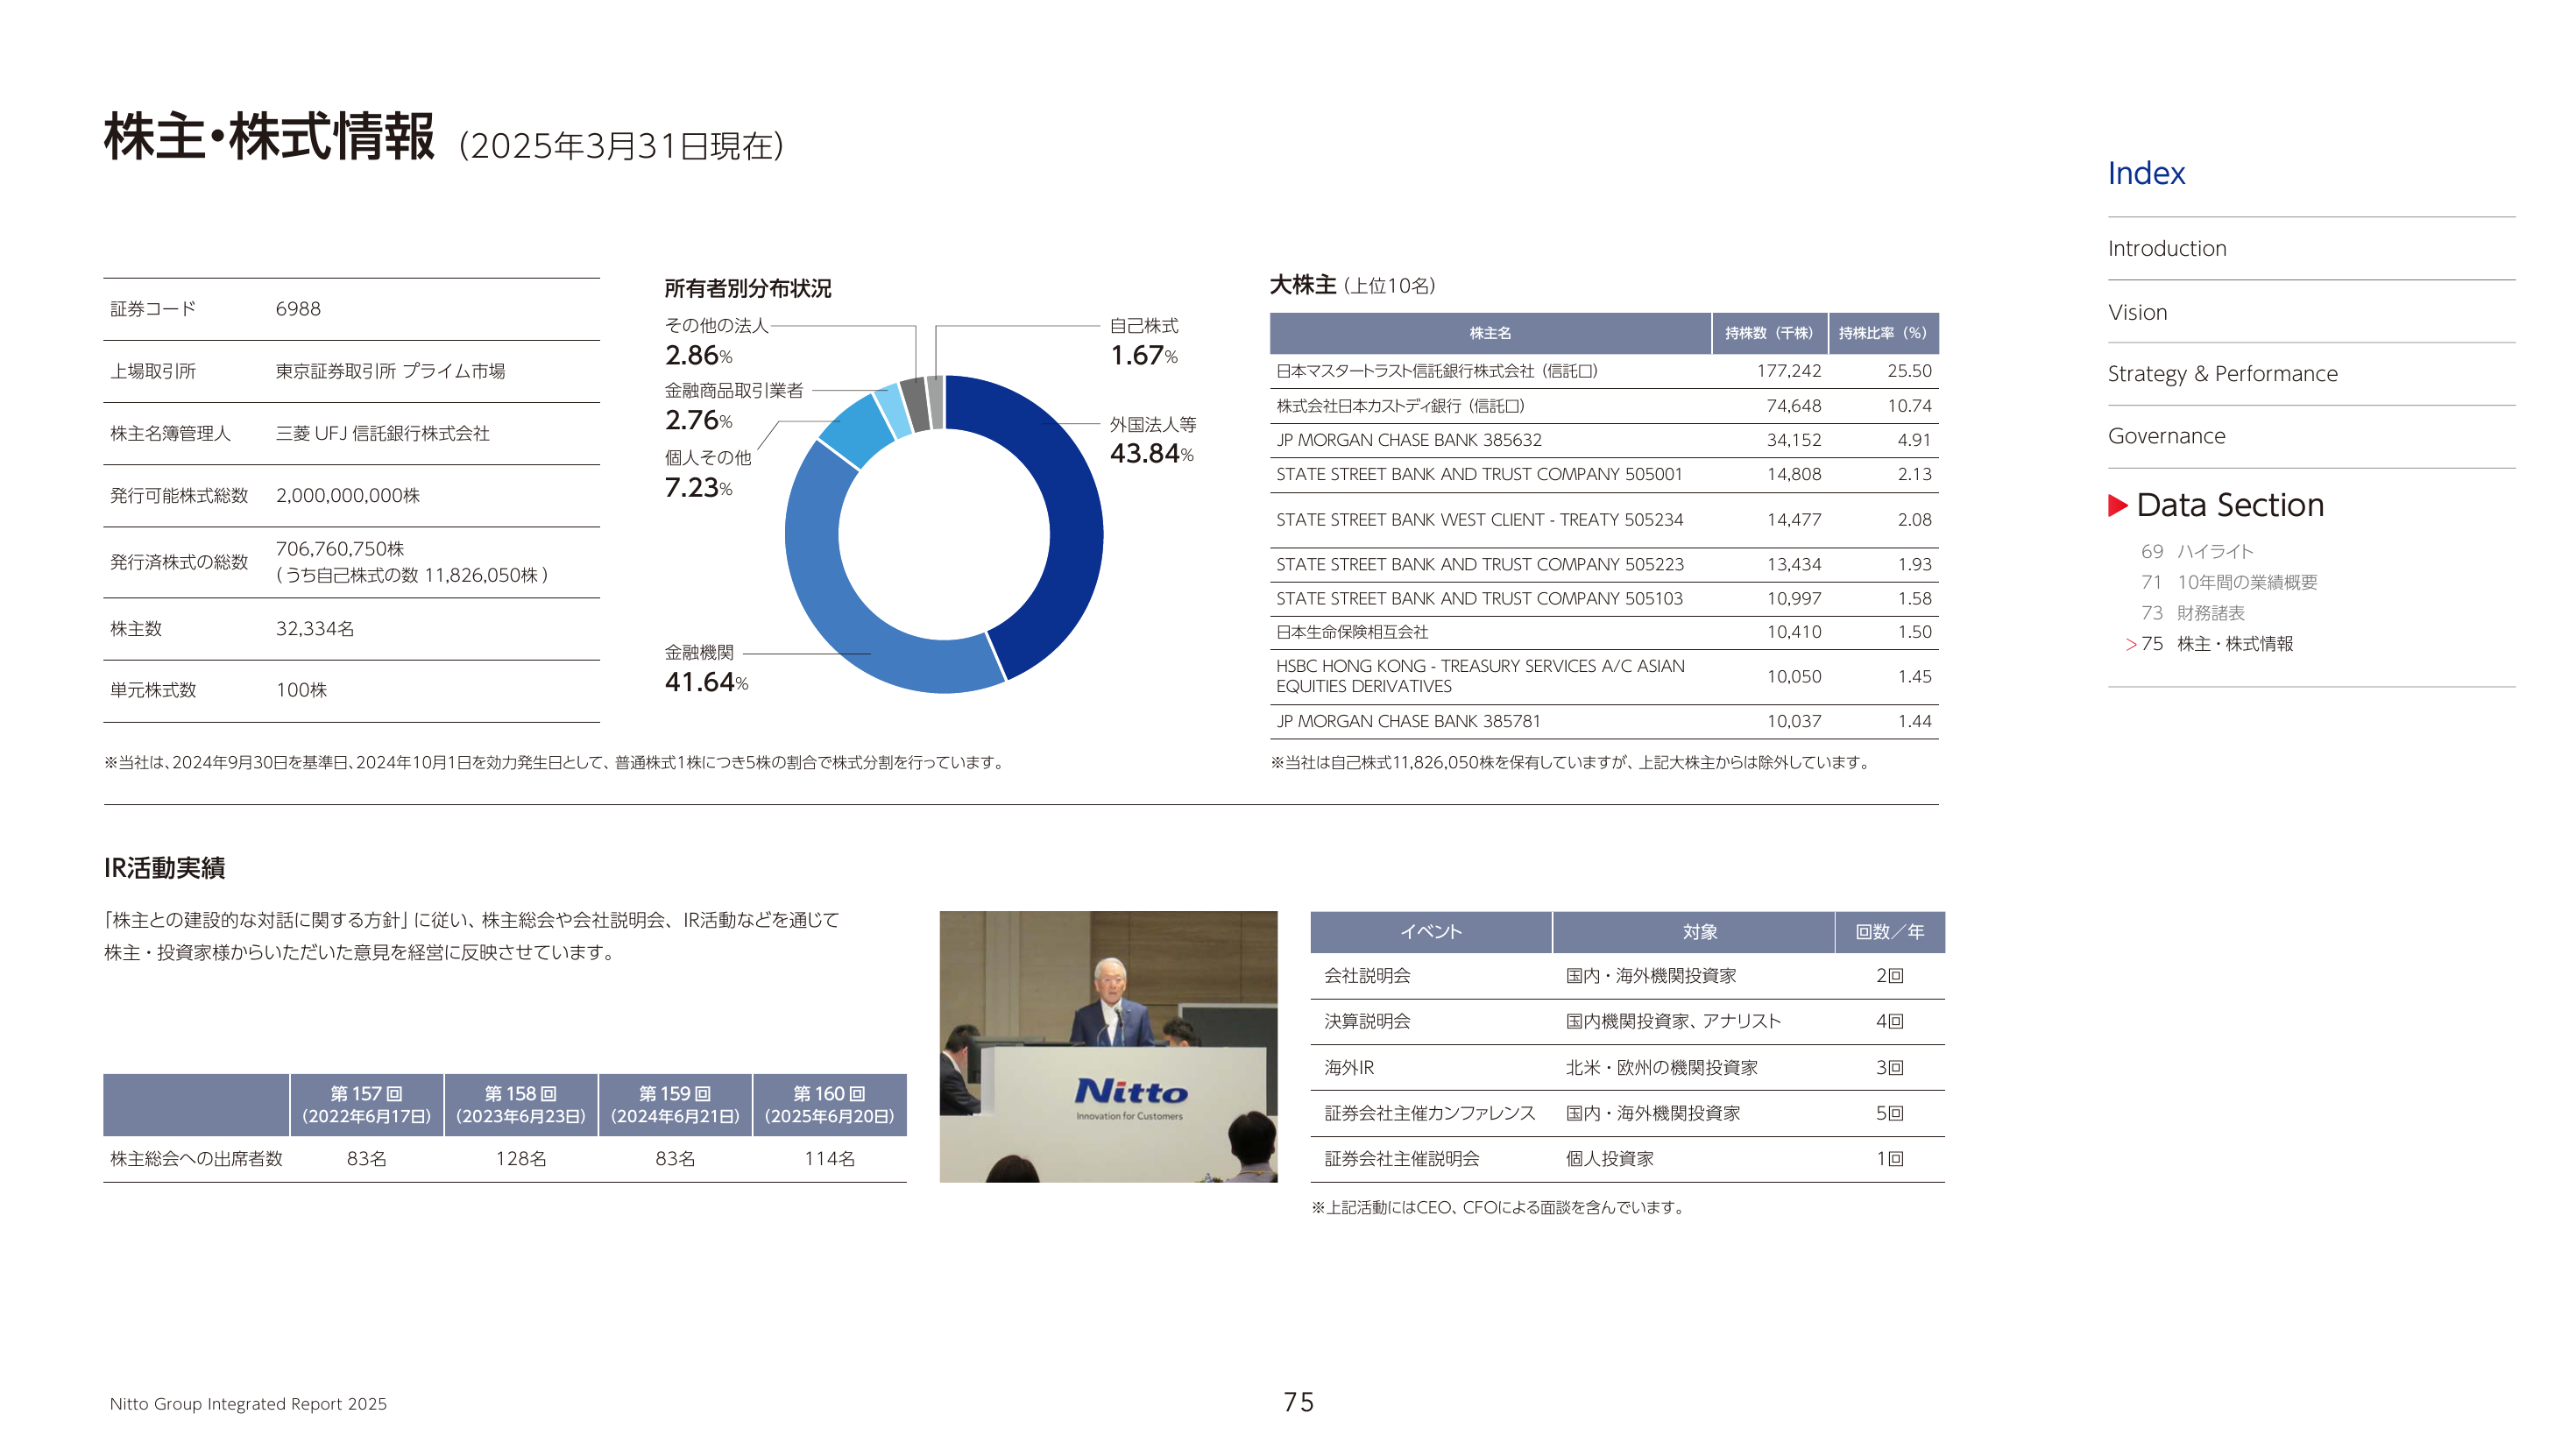 株主・株式情報 (2025年3月31日現在)
証券コード 6988
上場取引所 東京証券取引所 プライム市場
株主名簿管理人 三菱 UFJ 信託銀行株式会社
発行可能株式総数 2,000,000,000株
発行済株式の総数 706,760,750株
(うち自己株式の数 11,826,050株)
株主数 32,334名
単元株式数 100株
※当社は、2024年9月30日を基準日、2024年10月1日を効力発生日として、普通株式1株につき5株の割合で株式分割を行っています。
所有者別分布状況
その他の法人
2.86%
金融商品取引業者
2.76%
個人その他
7.23%
金融機関
41.64%
自己株式
1.67%
外国法人等
43.84%
大株主 (上位10名)
株主名 持株数(千株) 持株比率(%)
日本マスタートラスト信託銀行株式会社(信託口) 177,242 25.50
株式会社日本カストディ銀行(信託口) 74,648 10.74
JP MORGAN CHASE BANK 385632 34,152 4.91
STATE STREET BANK AND TRUST COMPANY 505001 14,808 2.13
STATE STREET BANK WEST CLIENT - TREATY 505234 14,477 2.08
STATE STREET BANK AND TRUST COMPANY 505223 13,434 1.93
STATE STREET BANK AND TRUST COMPANY 505103 10,997 1.58
日本生命保険相互会社 10,410 1.50
HSBC HONG KONG - TREASURY SERVICES A/C ASIAN
EQUITIES DERIVATIVES 10,050 1.45
JP MORGAN CHASE BANK 385781 10,037 1.44
※当社は自己株式11,826,050株を保有していますが、上記大株主からは除外しています。
IR活動実績
「株主との建設的な対話に関する方針」に従い、株主総会や会社説明会、IR活動などを通じて
株主・投資家様からいただいた意見を経営に反映させています。
第157回 第158回 第159回 第160回
(2022年6月17日) (2023年6月23日) (2024年6月21日) (2025年6月20日)
株主総会への出席者数 83名 128名 83名 114名
Nitto
Innovation for Customers
イベント 対象 回数/年
会社説明会 国内・海外機関投資家 2回
決算説明会 国内機関投資家、アナリスト 4回
海外IR 北米・欧州の機関投資家 3回
証券会社主催カンファレンス 国内・海外機関投資家 5回
証券会社主催説明会 個人投資家 1回
※上記活動にはCEO、CFOによる面談を含んでいます。
Index
Introduction
Vision
Strategy & Performance
Governance
Data Section
69 ハイライト
71 10年間の業績概要
73 財務諸表
>75 株主・株式情報
Nitto Group Integrated Report 2025
75